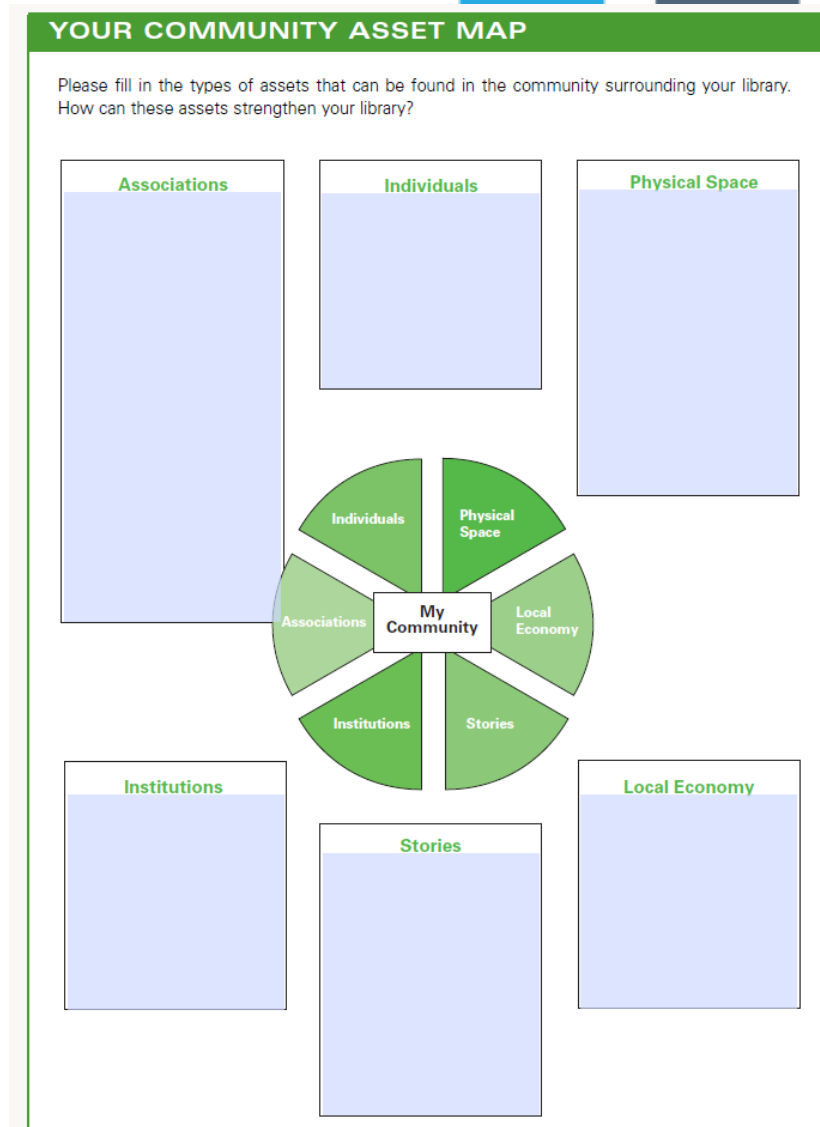 YOUR COMMUNITY ASSET MAP
Please fill in the types of assets that can be found in the community surrounding your library.
How can these assets strengthen your library?
Associations
Individuals
Physical Space
Individuals
Physical
Space
Associations
My
Community
Local
Economy
Institutions
Stories
Institutions
Stories
Local Economy